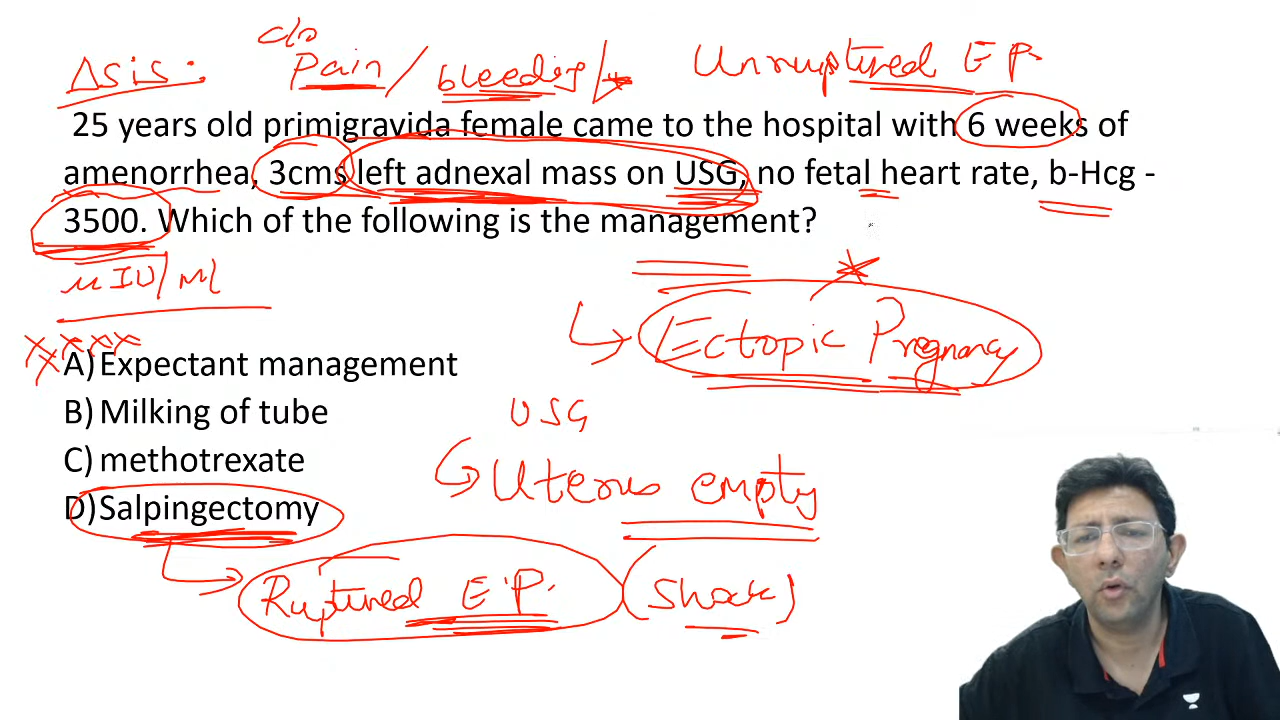 c/o
Δsis:
Pain / bleeding /
Unruptured EP.
25 years old primigravida female came to the hospital with 6 weeks of
amenorrhea, 3cms left adnexal mass on USG, no fetal heart rate, b-Hcg -
3500. Which of the following is the management?
mIU/ml
Ectopic Pregnancy
A) Expectant management
B) Milking of tube
C) methotrexate
D) Salpingectomy
USG
Uterus empty
Ruptured E.P. (Shock)